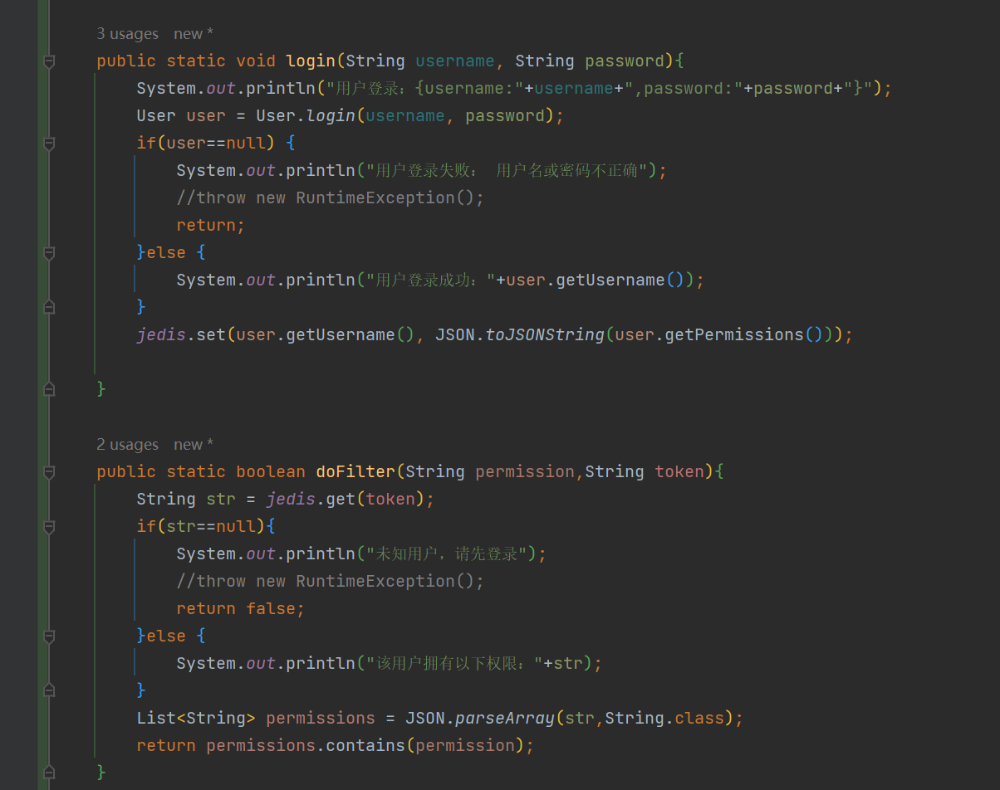 3 usages new *
public static void login(String username, String password){
System.out.println("用户登录：{username:"+username+",password:"+password+"}");
User user = User.login(username, password);
if(user==null) {
System.out.println("用户登录失败： 用户名或密码不正确");
//throw new RuntimeException();
return;
}else {
System.out.println("用户登录成功："+user.getUsername());
}
jedis.set(user.getUsername(), JSON.toJSONString(user.getPermissions()));
}
2 usages new *
public static boolean doFilter(String permission,String token){
String str = jedis.get(token);
if(str==null){
System.out.println("未知用户，请先登录");
//throw new RuntimeException();
return false;
}else {
System.out.println("该用户拥有以下权限："+str);
}
List<String> permissions = JSON.parseArray(str,String.class);
return permissions.contains(permission);
}